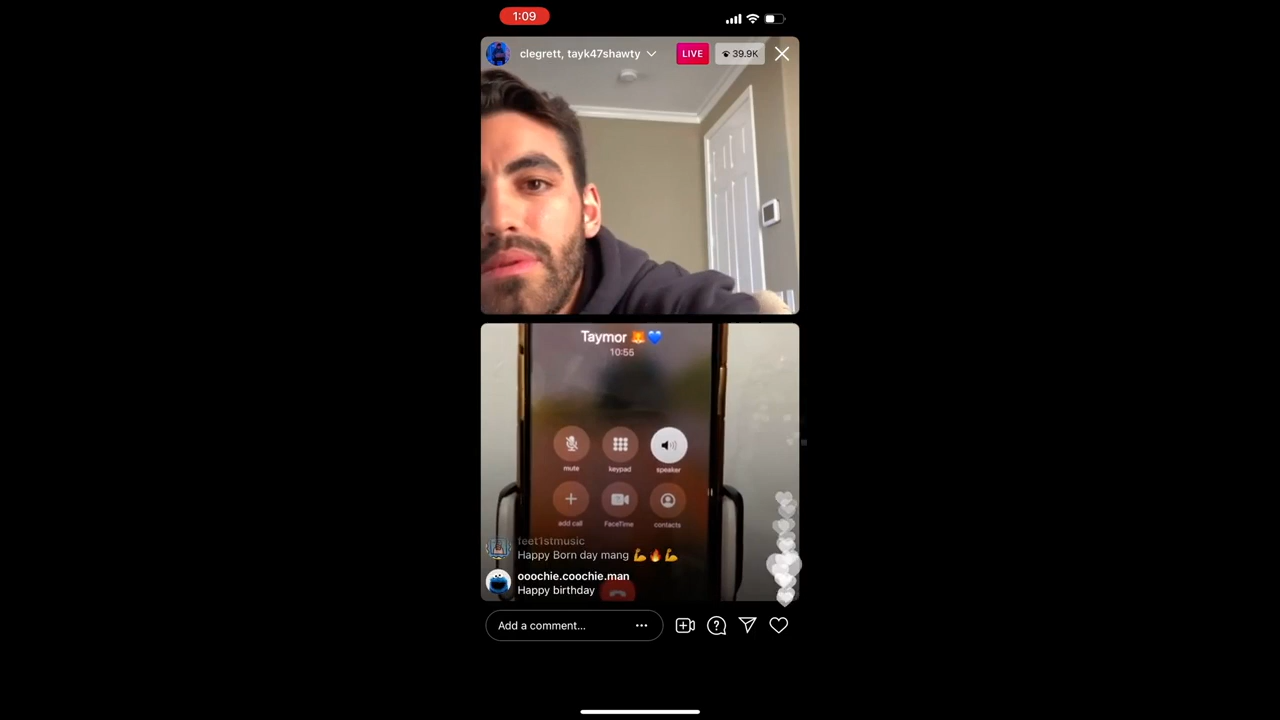 1:09
clegrett, tayk47shawty
LIVE
39.9K
Taymor 🦊💙
10:55
mute
keypad
speaker
add call
FaceTime
contacts
feet1stmusic
Happy Born day mang 💪🔥💪
ooochie.coochie.man
Happy birthday
Add a comment...